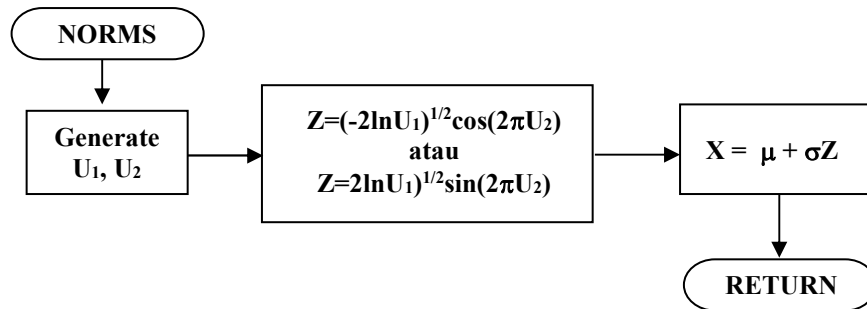 NORMS
Generate
U₁, U₂
Z=(-2lnU₁)^1/2cos(2πU₂)
atau
Z=2lnU₁)^1/2sin(2πU₂)
X = μ + σZ
RETURN